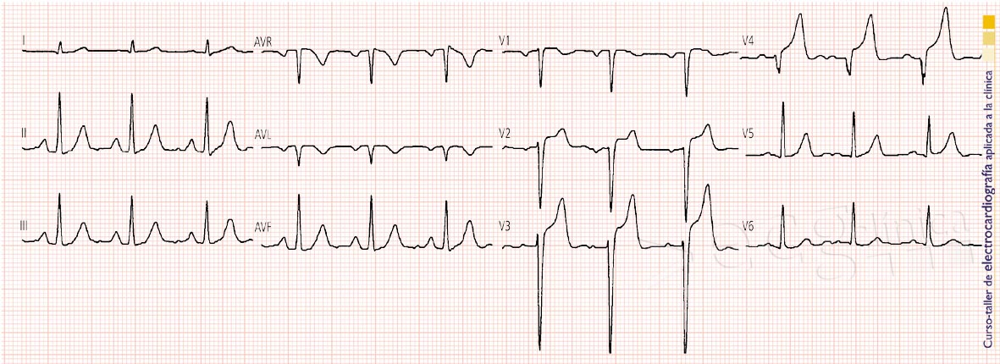 I
AVR
V1
V4
II
AVL
V2
V5
III
AVF
V3
V6
Curso-taller de electrocardiografía aplicada a la clínica